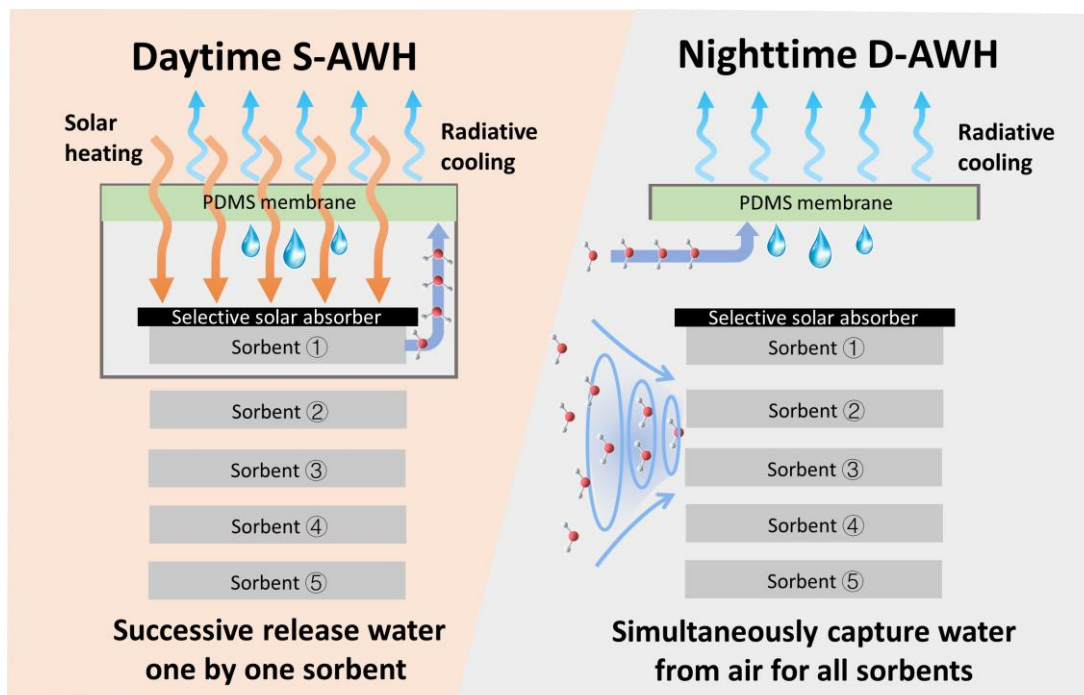 Daytime S-AWH
Solar
heating
Radiative
cooling
PDMS membrane
Selective solar absorber
Sorbent ①
Sorbent ②
Sorbent ③
Sorbent ④
Sorbent ⑤
Successive release water
one by one sorbent
Nighttime D-AWH
Radiative
cooling
PDMS membrane
Selective solar absorber
Sorbent ①
Sorbent ②
Sorbent ③
Sorbent ④
Sorbent ⑤
Simultaneously capture water
from air for all sorbents